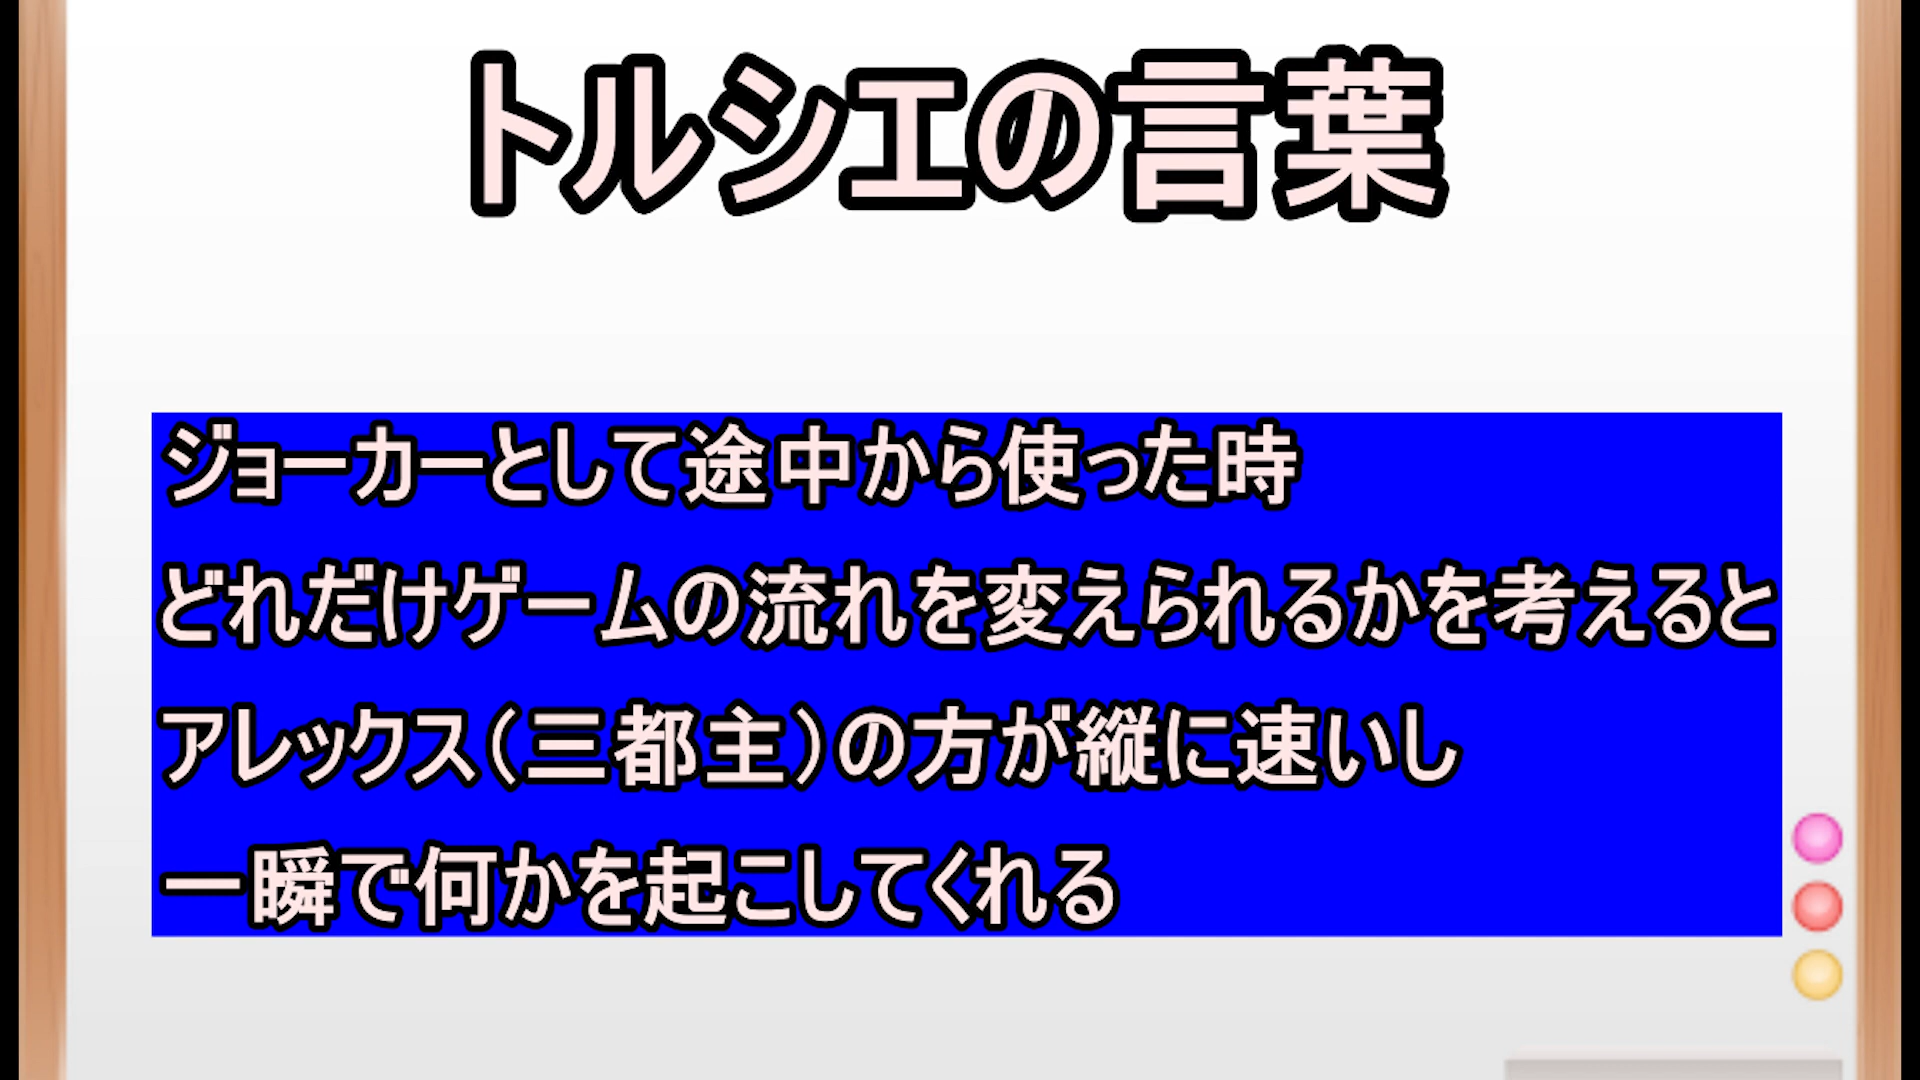 トルシエの言葉
ジョーカーとして途中から使った時
どれだけゲームの流れを変えられるかを考えると
アレックス（三都主）の方が縦に速いし
一瞬で何かを起こしてくれる